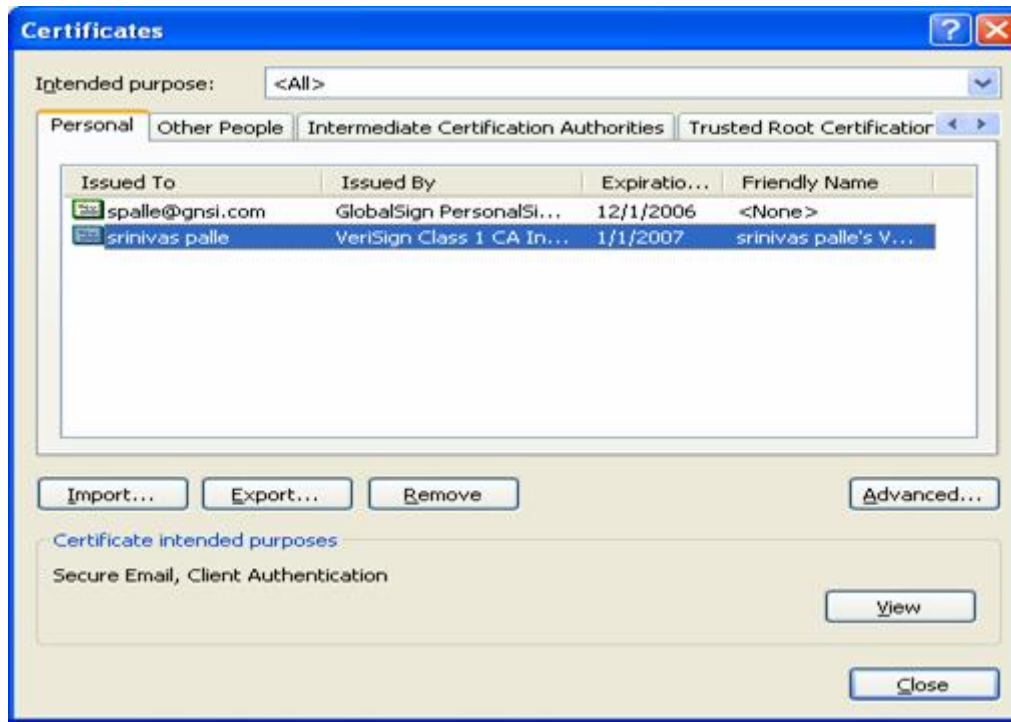 Certificates
Intended purpose: <All>
Personal Other People Intermediate Certification Authorities Trusted Root Certification
Issued To Issued By Expiratio... Friendly Name
spalle@gnsi.com GlobalSign PersonalSi... 12/1/2006 <None>
srinivas palle VeriSign Class 1 CA In... 1/1/2007 srinivas palle's V...
Import... Export... Remove Advanced...
Certificate intended purposes
Secure Email, Client Authentication
View
Close